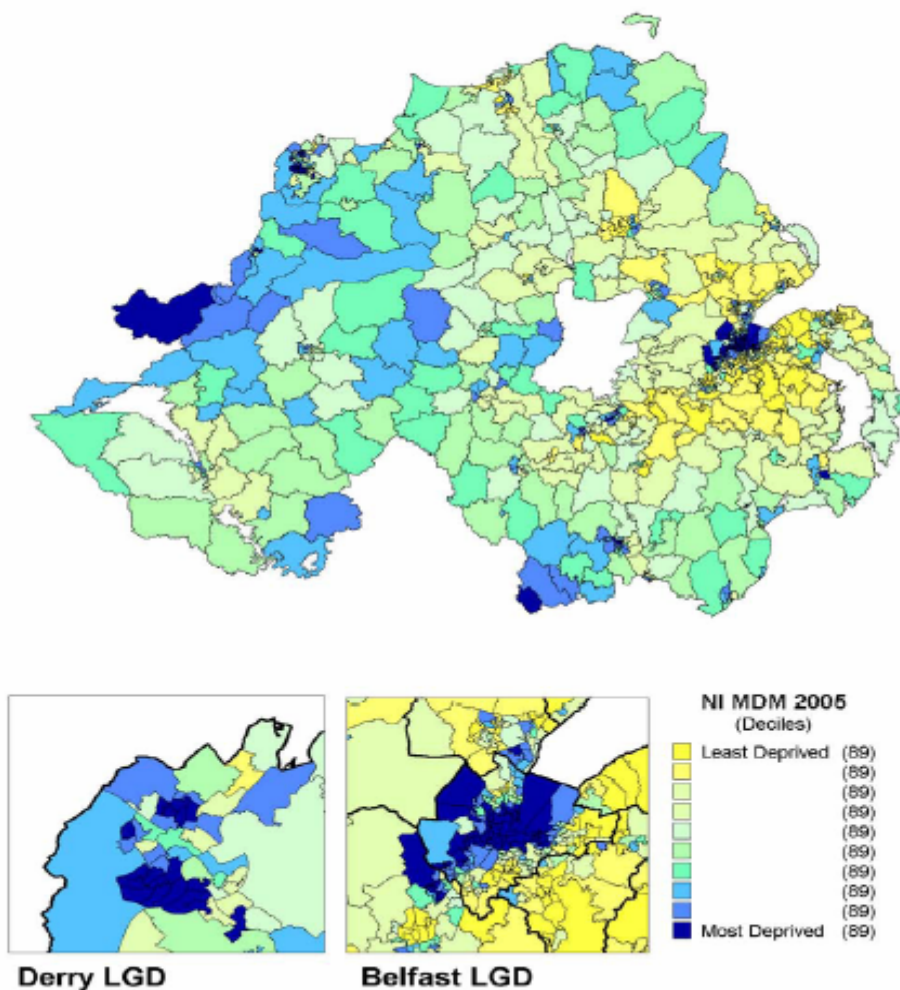 NI MDM 2005
(Deciles)
Least Deprived (89)
(89)
(89)
(89)
(89)
(89)
(89)
(89)
(89)
Most Deprived (89)
Derry LGD
Belfast LGD